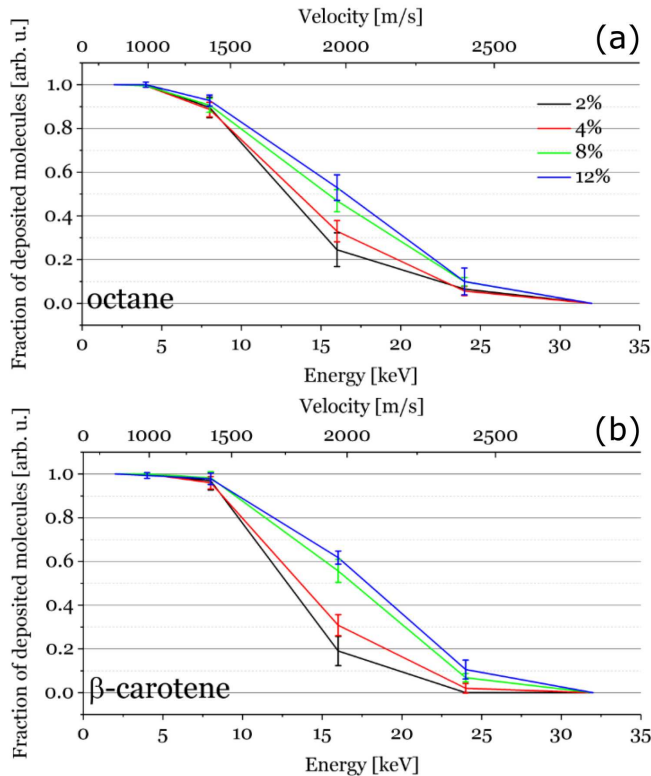 Velocity [m/s]
0 1000 1500 2000 2500
(a)
Fraction of deposited molecules [arb. u.]
1.0
0.8
0.6
0.4
0.2
0.0
2%
4%
8%
12%
octane
0 5 10 15 20 25 30 35
Energy [keV]
Velocity [m/s]
0 1000 1500 2000 2500
(b)
Fraction of deposited molecules [arb. u.]
1.0
0.8
0.6
0.4
0.2
0.0
β-carotene
0 5 10 15 20 25 30 35
Energy [keV]